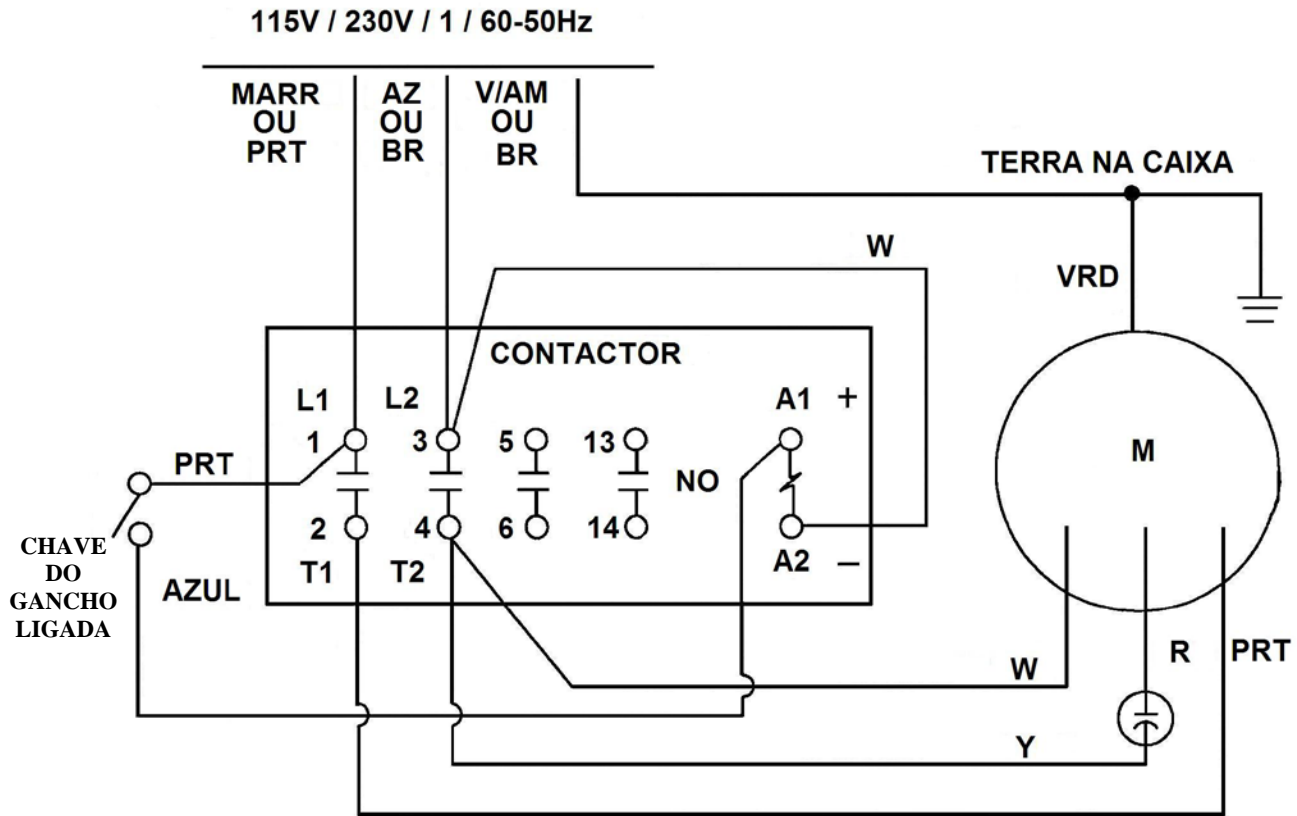 115V / 230V / 1 / 60-50Hz
MARR
OU
PRT
AZ
OU
BR
V/AM
OU
BR
TERRA NA CAIXA
W
VRD
CONTACTOR
L1
L2
A1 +
1
3
5
13
PRT
NO
M
2
4
6
14
CHAVE
DO
GANCHO
LIGADA
AZUL
T1
T2
A2 –
R
PRT
W
Y